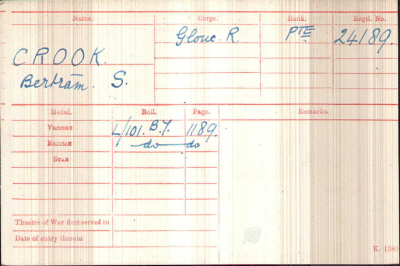 Name. Corps. Rank. Regtl. No.
CROOK. Glouc. R. PTE 24189.
Bertram. S.
Medal. Roll. Page. Remarks.
VICTORY L/101. B.7. 1189.
BRITISH do do
STAR
Theatre of War first served in
Date of entry therein
K. 1380